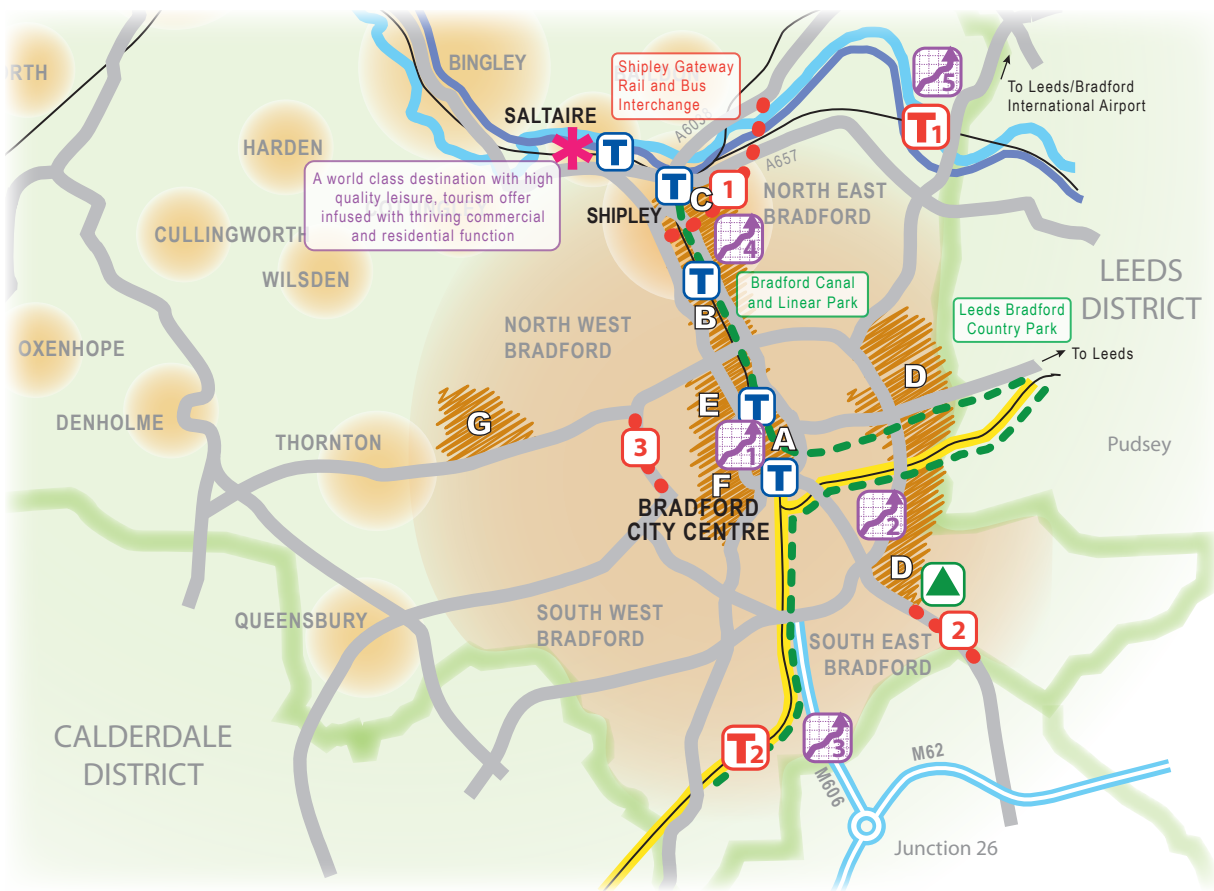 BINGLEY
ORTH
Shipley Gateway
Rail and Bus
Interchange
5
To Leeds/Bradford
International Airport
SALTAIRE
A6038
T1
HARDEN
T
A657
A world class destination with high
quality leisure, tourism offer
infused with thriving commercial
and residential function
T
C
1
NORTH EAST
BRADFORD
SHIPLEY
CULLINGWORTH
4
WILSDEN
T
Bradford Canal
and Linear Park
LEEDS
DISTRICT
B
NORTH WEST
BRADFORD
Leeds Bradford
Country Park
OXENHOPE
To Leeds
D
DENHOLME
E
T
G
THORNTON
3
1
A
Pudsey
T
F
BRADFORD
CITY CENTRE
2
D
QUEENSBURY
SOUTH WEST
BRADFORD
2
SOUTH EAST
BRADFORD
CALDERDALE
DISTRICT
T2
3
M62
M606
Junction 26